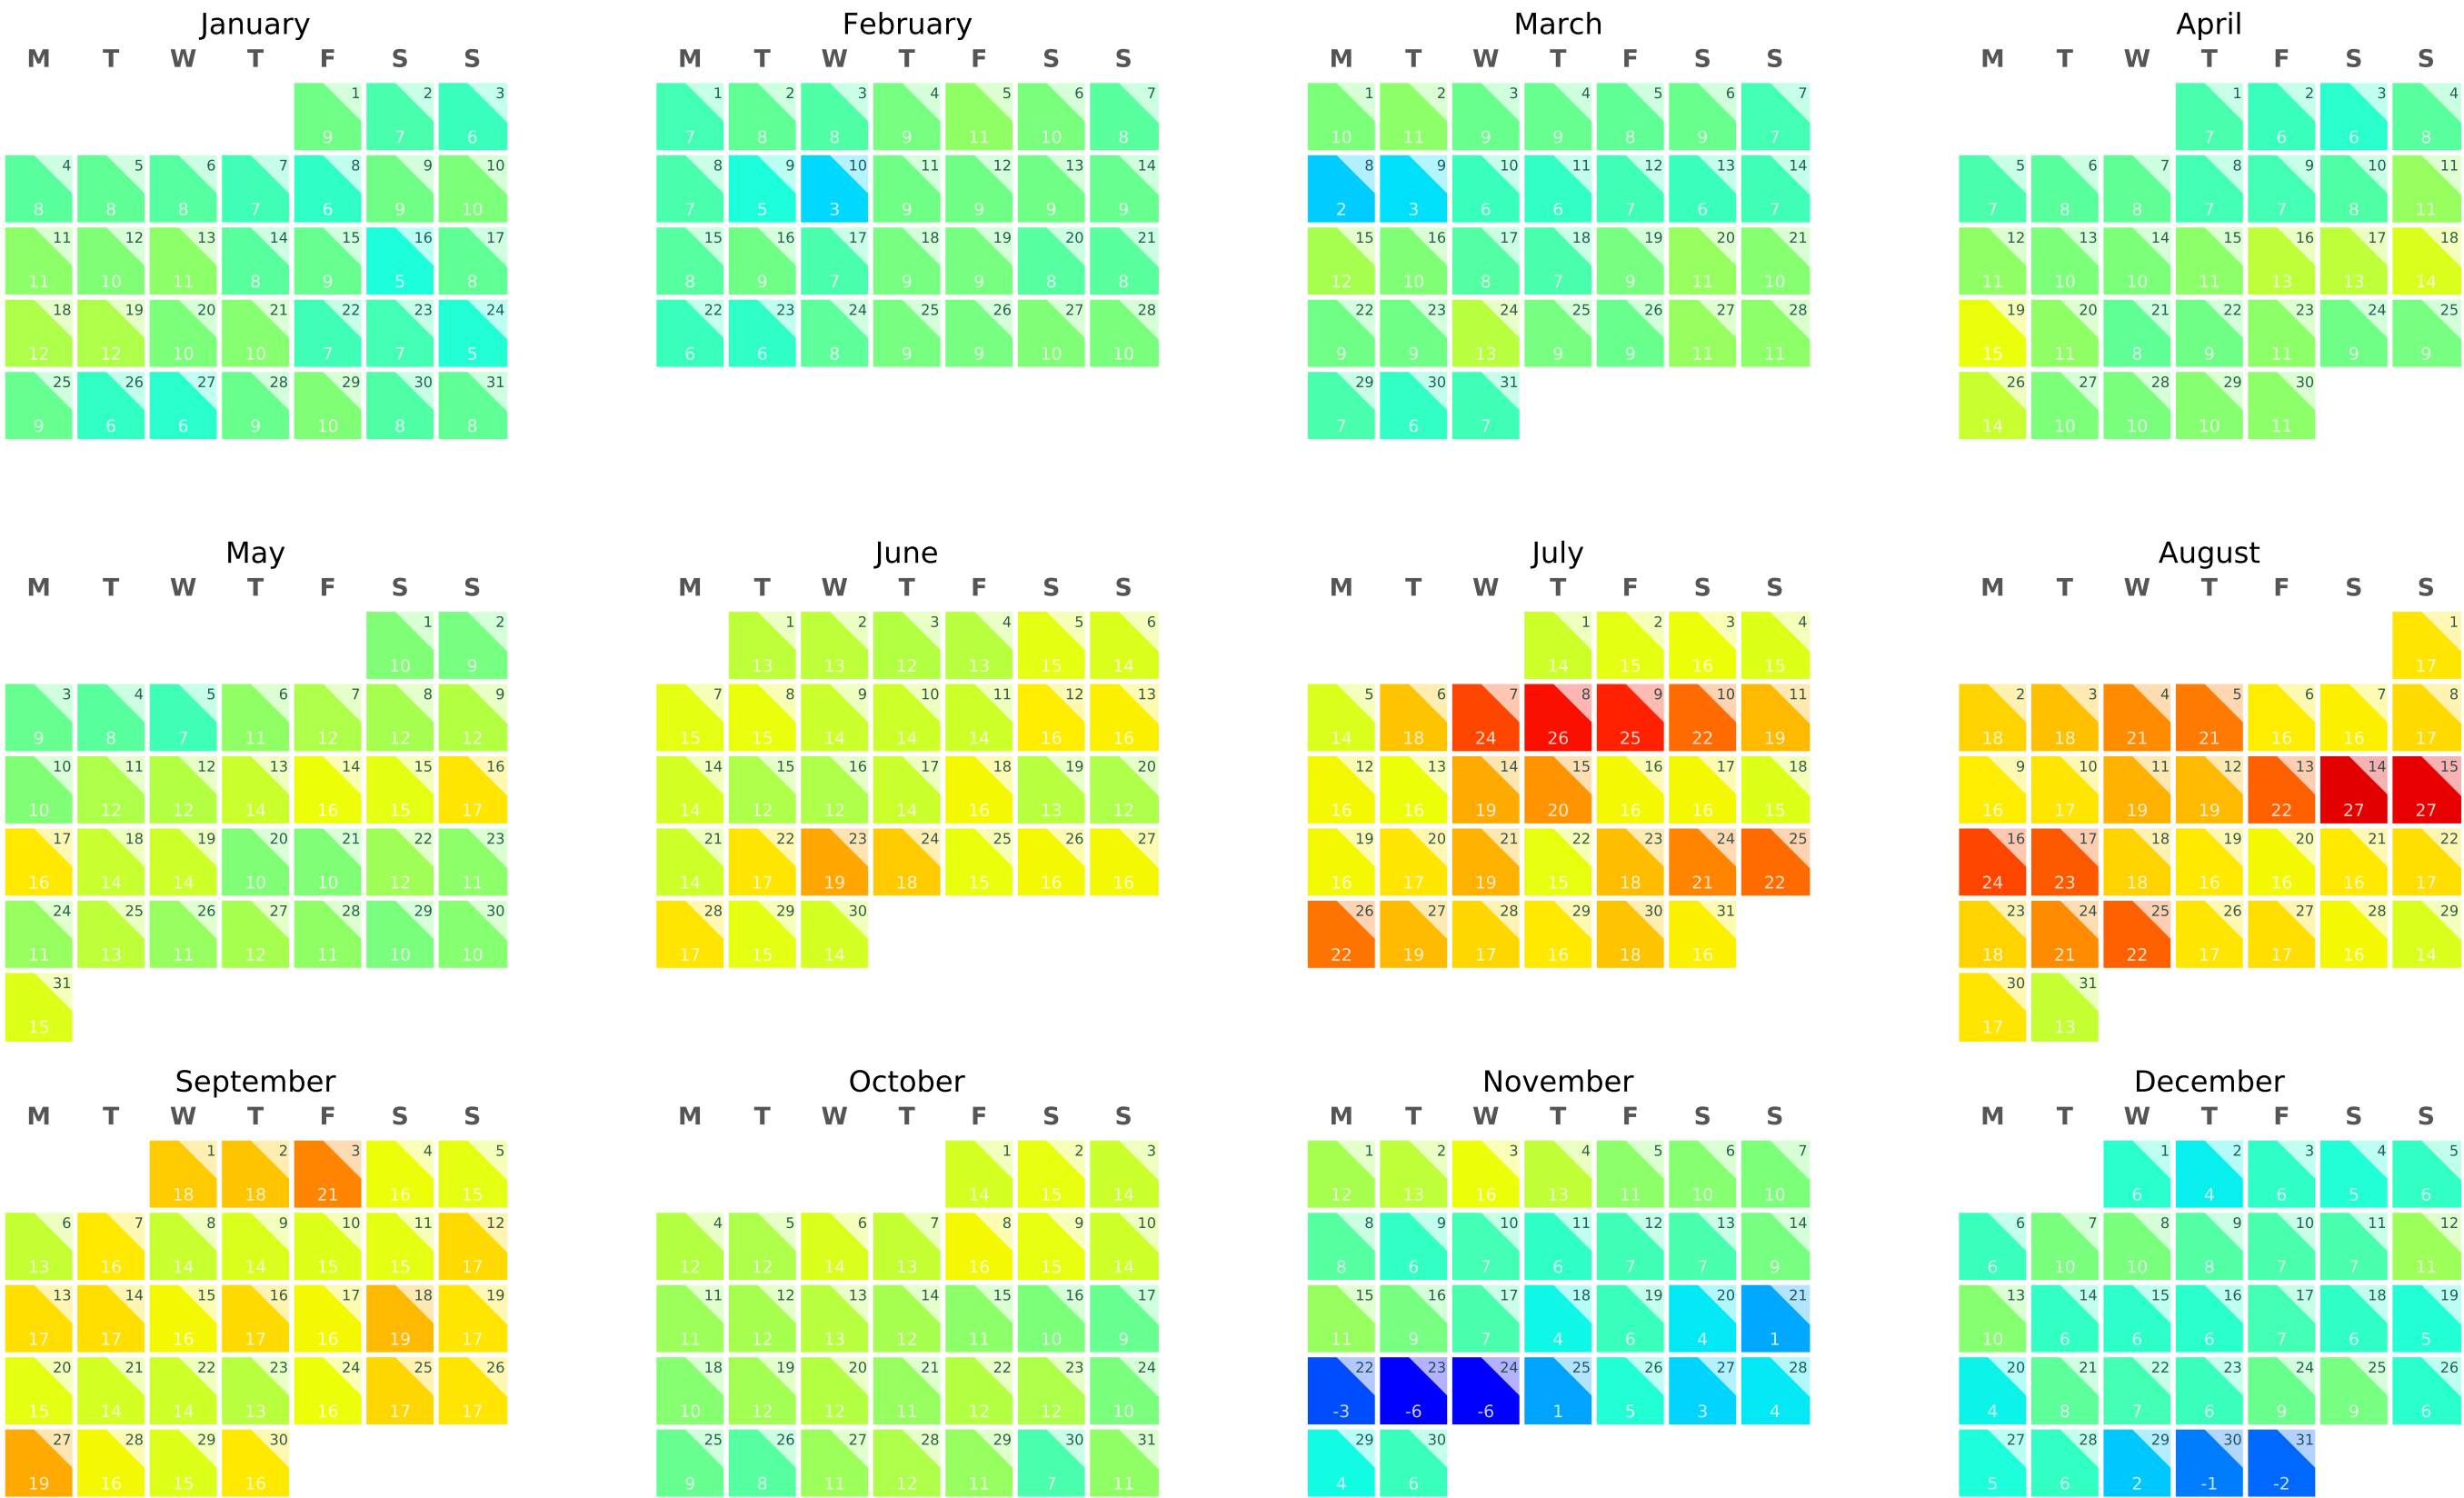 January February March April
M T W T F S S M T W T F S S M T W T F S S M T W T F S S
1 2 3 1 2 3 4 5 6 7 1 2 3 4 5 6 7 1 2 3 4
9 7 6 7 8 8 9 11 10 8 10 11 9 9 8 9 7 7 6 6 8
4 5 6 7 8 9 10 8 9 10 11 12 13 14 8 9 10 11 12 13 14 5 6 7 8 9 10 11
8 8 8 7 6 9 10 7 5 3 9 9 9 9 2 3 6 6 7 6 7 7 8 8 7 7 8 11
11 12 13 14 15 16 17 15 16 17 18 19 20 21 15 16 17 18 19 20 21 12 13 14 15 16 17 18
11 10 11 8 9 5 8 8 9 7 9 9 8 8 12 10 8 7 9 11 10 11 10 10 11 13 13 14
18 19 20 21 22 23 24 22 23 24 25 26 27 28 22 23 24 25 26 27 28 19 20 21 22 23 24 25
12 12 10 10 7 7 5 6 6 8 9 9 10 10 9 9 13 9 9 11 11 15 11 8 9 11 9 9
25 26 27 28 29 30 31 29 30 31 26 27 28 29 30
9 6 6 9 10 8 8 7 6 7 14 10 10 10 11
May June July August
M T W T F S S M T W T F S S M T W T F S S M T W T F S S
1 2 1 2 3 4 5 6 1 2 3 4 1
10 9 13 13 12 13 15 14 14 15 16 15 17
3 4 5 6 7 8 9 7 8 9 10 11 12 13 5 6 7 8 9 10 11 2 3 4 5 6 7 8
9 8 7 11 12 12 12 15 15 14 14 14 16 16 14 18 24 26 25 22 19 18 18 21 21 16 16 17
10 11 12 13 14 15 16 14 15 16 17 18 19 20 12 13 14 15 16 17 18 9 10 11 12 13 14 15
10 12 12 14 16 15 17 14 12 12 14 16 13 12 16 16 19 20 16 16 15 16 17 19 19 22 27 27
17 18 19 20 21 22 23 21 22 23 24 25 26 27 19 20 21 22 23 24 25 16 17 18 19 20 21 22
16 14 14 10 10 12 11 14 17 19 18 15 16 16 16 17 19 15 18 21 22 24 23 18 16 16 16 17
24 25 26 27 28 29 30 28 29 30 26 27 28 29 30 31 23 24 25 26 27 28 29
11 13 11 12 11 10 10 17 15 14 22 19 17 16 18 16 18 21 22 17 17 16 14
31 30 31
15 17 13
September October November December
M T W T F S S M T W T F S S M T W T F S S M T W T F S S
1 2 3 4 5 1 2 3 1 2 3 4 5 6 7 1 2 3 4 5
18 18 21 16 15 14 15 14 12 13 16 13 11 10 10 6 4 6 5 6
6 7 8 9 10 11 12 4 5 6 7 8 9 10 8 9 10 11 12 13 14 6 7 8 9 10 11 12
13 16 14 14 15 15 17 12 12 14 13 16 15 14 8 6 7 6 7 7 9 6 10 10 8 7 7 11
13 14 15 16 17 18 19 11 12 13 14 15 16 17 15 16 17 18 19 20 21 13 14 15 16 17 18 19
17 17 16 17 16 19 17 11 12 13 12 11 10 9 11 9 7 4 6 4 1 10 6 6 6 7 6 5
20 21 22 23 24 25 26 18 19 20 21 22 23 24 22 23 24 25 26 27 28 20 21 22 23 24 25 26
15 14 14 13 16 17 17 10 12 12 11 12 12 10 -3 -6 -6 1 5 3 4 4 8 7 6 9 9 6
27 28 29 30 25 26 27 28 29 30 31 29 30 27 28 29 30 31
19 16 15 16 9 8 11 12 11 7 11 4 6 5 6 2 -1 -2